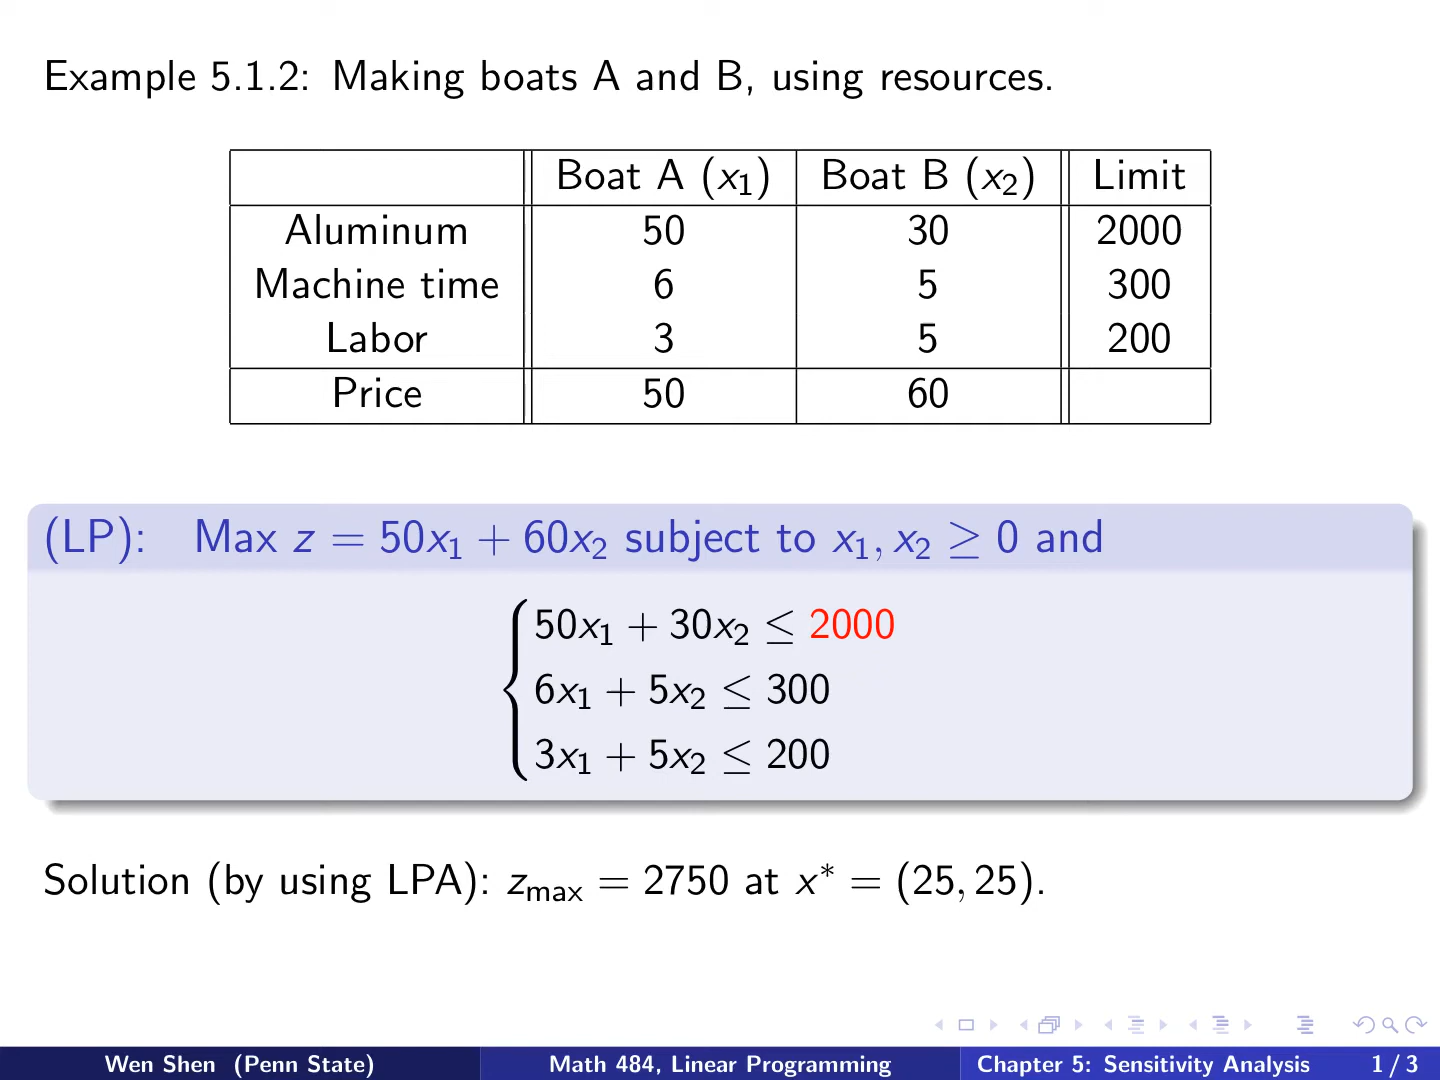 Example 5.1.2: Making boats A and B, using resources.
Boat A (x₁) Boat B (x₂) Limit
Aluminum 50 30 2000
Machine time 6 5 300
Labor 3 5 200
Price 50 60
(LP): Max z = 50x₁ + 60x₂ subject to x₁, x₂ ≥ 0 and
50x₁ + 30x₂ ≤ 2000
6x₁ + 5x₂ ≤ 300
3x₁ + 5x₂ ≤ 200
Solution (by using LPA): z_max = 2750 at x* = (25, 25).
Wen Shen (Penn State) Math 484, Linear Programming Chapter 5: Sensitivity Analysis 1 / 3